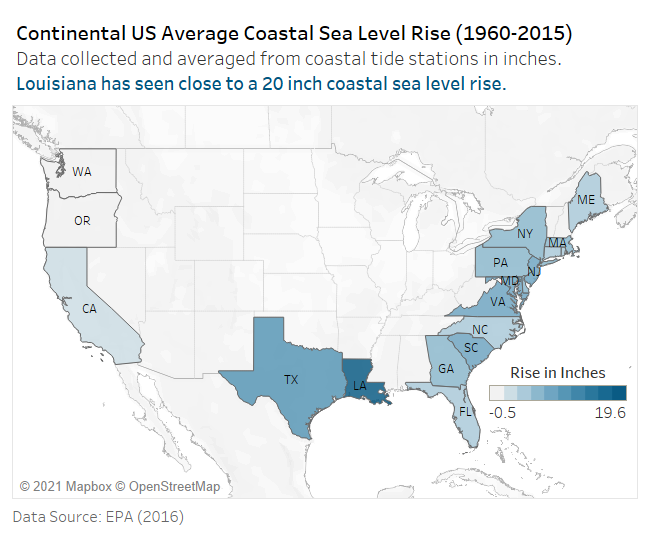 Continental US Average Coastal Sea Level Rise (1960-2015)
Data collected and averaged from coastal tide stations in inches.
Louisiana has seen close to a 20 inch coastal sea level rise.
WA
ME
OR
NY
MA
PA
NJ
MD
VA
CA
NC
SC
GA
TX
LA
FL
Rise in Inches
-0.5 19.6
© 2021 Mapbox © OpenStreetMap
Data Source: EPA (2016)